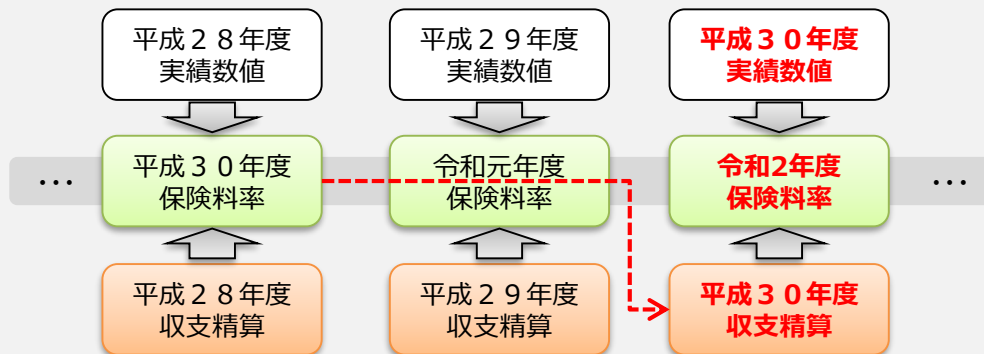 平成２８年度
実績数値
平成２９年度
実績数値
平成３０年度
実績数値
…
平成３０年度
保険料率
令和元年度
保険料率
令和2年度
保険料率
…
平成２８年度
収支精算
平成２９年度
収支精算
平成３０年度
収支精算